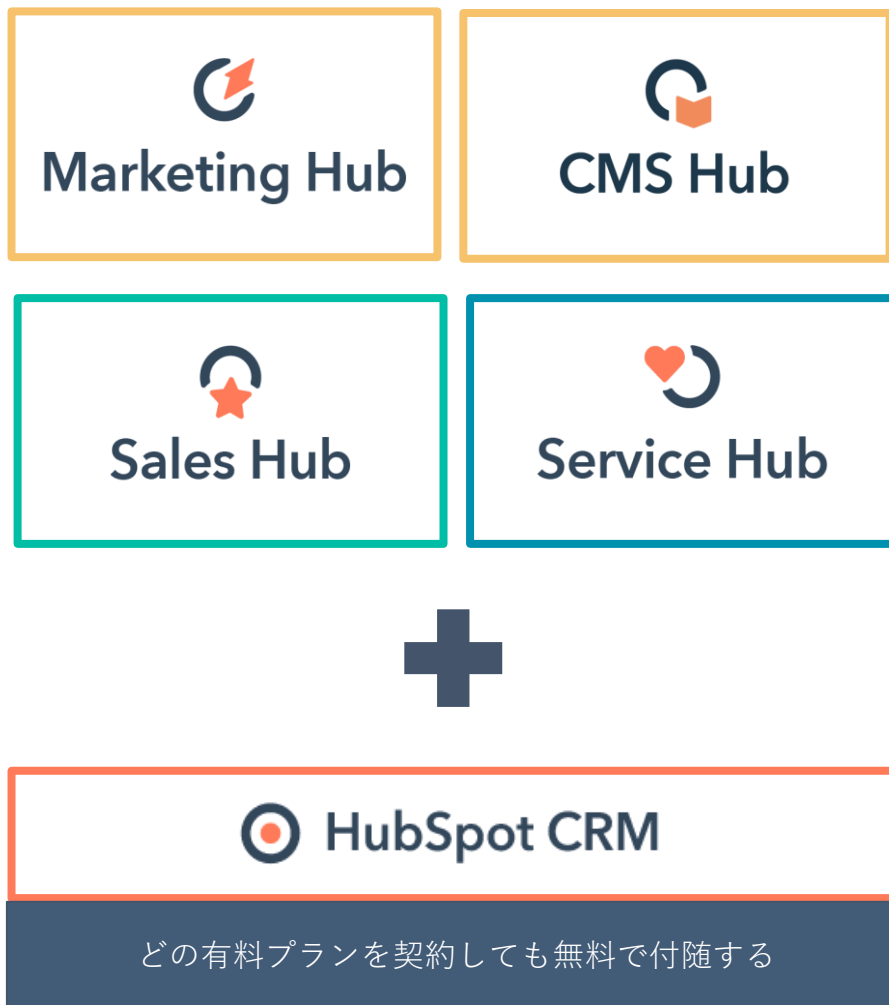 Marketing Hub
CMS Hub
Sales Hub
Service Hub
HubSpot CRM
どの有料プランを契約しても無料で付随する